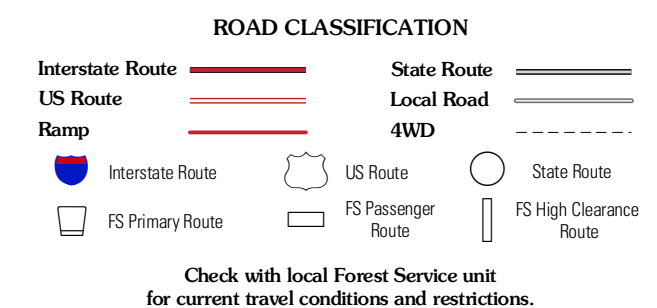 ROAD CLASSIFICATION
Interstate Route
State Route
US Route
Local Road
Ramp
4WD
Interstate Route
US Route
State Route
FS Primary Route
FS Passenger
Route
FS High Clearance
Route
Check with local Forest Service unit
for current travel conditions and restrictions.